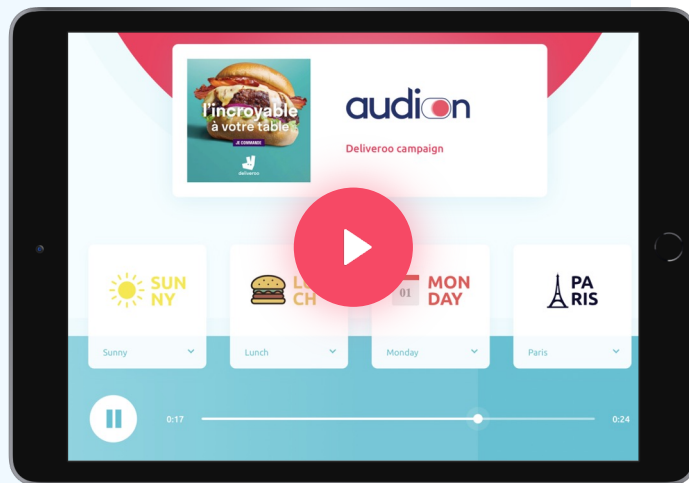 l'incroyable
à votre table
JE COMMANDE
deliveroo
audion
Deliveroo campaign
SUN
NY
CH
01
MON
DAY
PA
RIS
Sunny
Lunch
Monday
Paris
0:17
0:24